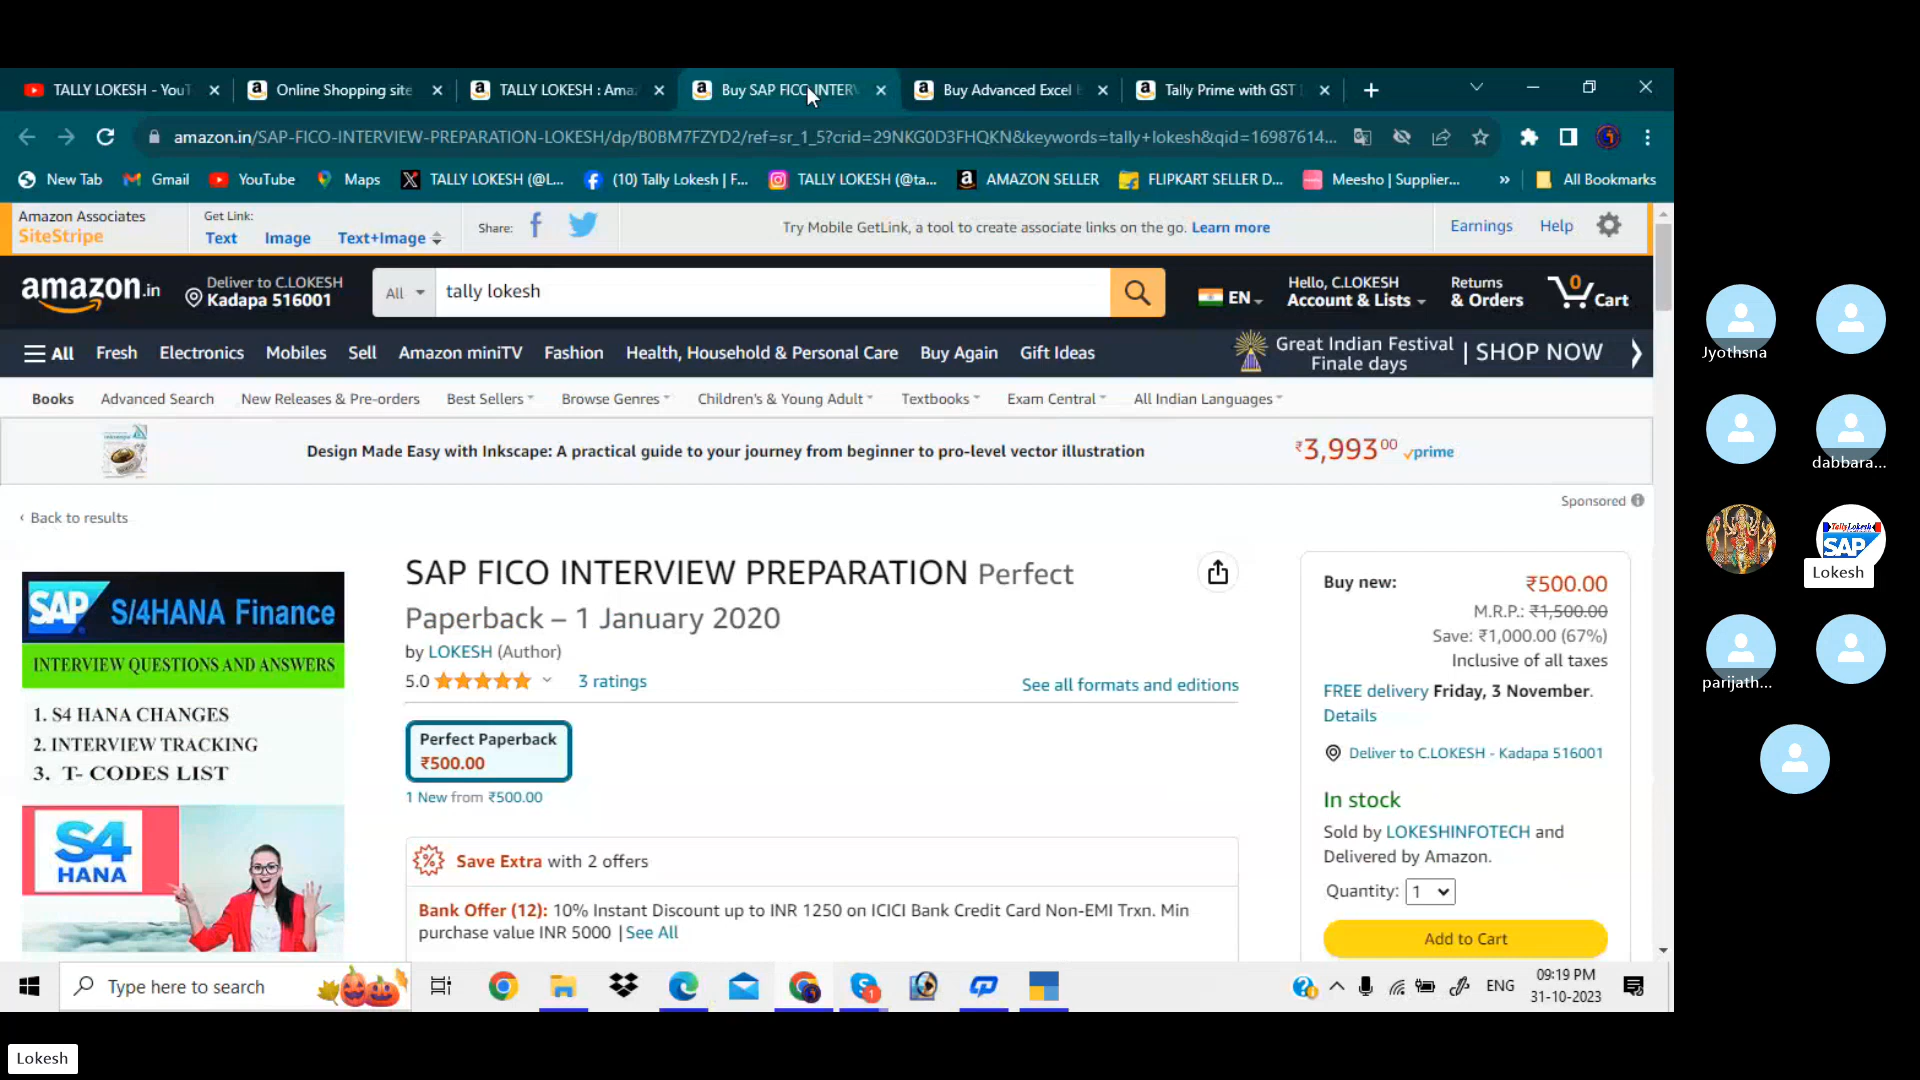 TALLY LOKESH - YouT
Online Shopping site
TALLY LOKESH : Ama
Buy SAP FICO INTERV
Buy Advanced Excel
Tally Prime with GST
amazon.in/SAP-FICO-INTERVIEW-PREPARATION-LOKESH/dp/B0BM7FZYD2/ref=sr_1_5?crid=29NKG0D3FHQKN&keywords=tally+lokesh&qid=16987614...
New Tab
Gmail
YouTube
Maps
TALLY LOKESH (@L...
(10) Tally Lokesh | F...
TALLY LOKESH (@ta...
AMAZON SELLER
FLIPKART SELLER D...
Meesho | Supplier...
»
All Bookmarks
Amazon Associates
SiteStripe
Get Link:
Text Image Text+Image
Share:
Try Mobile GetLink, a tool to create associate links on the go. Learn more
Earnings Help
amazon.in
Deliver to C.LOKESH
Kadapa 516001
All
tally lokesh
EN
Hello, C.LOKESH
Account & Lists
Returns
& Orders
0
Cart
All Fresh Electronics Mobiles Sell Amazon miniTV Fashion Health, Household & Personal Care Buy Again Gift Ideas
Great Indian Festival
Finale days
| SHOP NOW
Books Advanced Search New Releases & Pre-orders Best Sellers Browse Genres Children's & Young Adult Textbooks Exam Central All Indian Languages
Design Made Easy with Inkscape: A practical guide to your journey from beginner to pro-level vector illustration
₹3,993⁰⁰ prime
Sponsored
‹ Back to results
SAP S/4HANA Finance
INTERVIEW QUESTIONS AND ANSWERS
1. S4 HANA CHANGES
2. INTERVIEW TRACKING
3. T- CODES LIST
S4
HANA
SAP FICO INTERVIEW PREPARATION Perfect
Paperback – 1 January 2020
by LOKESH (Author)
5.0
3 ratings
See all formats and editions
Perfect Paperback
₹500.00
1 New from ₹500.00
Save Extra with 2 offers
Bank Offer (12): 10% Instant Discount up to INR 1250 on ICICI Bank Credit Card Non-EMI Trxn. Min
purchase value INR 5000 | See All
Buy new: ₹500.00
M.R.P.: ₹1,500.00
Save: ₹1,000.00 (67%)
Inclusive of all taxes
FREE delivery Friday, 3 November.
Details
Deliver to C.LOKESH - Kadapa 516001
In stock
Sold by LOKESHINFOTECH and
Delivered by Amazon.
Quantity: 1
Add to Cart
Type here to search
1
ENG
09:19 PM
31-10-2023
Jyothsna
dabbara...
TallyLokesh
SAP
Lokesh
parijath...
Lokesh